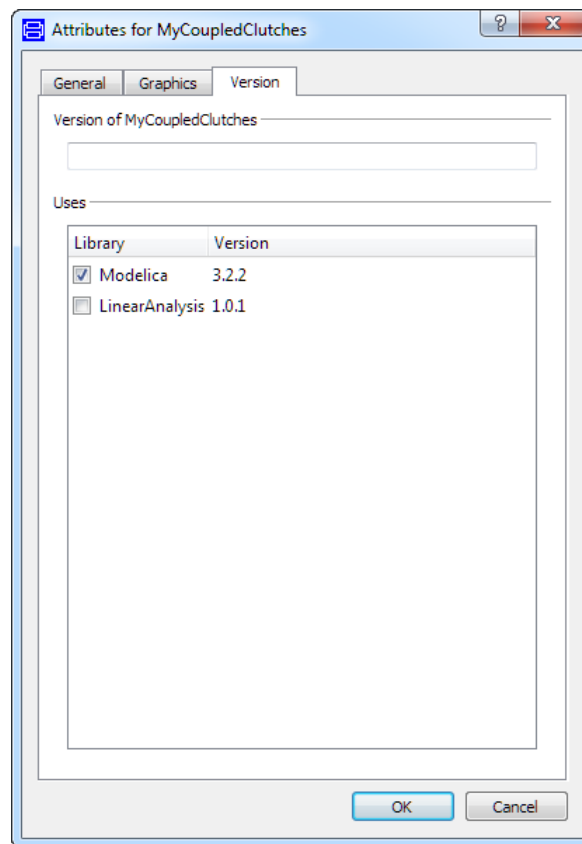 Attributes for MyCoupledClutches
General Graphics Version
Version of MyCoupledClutches
Uses
Library Version
Modelica 3.2.2
LinearAnalysis 1.0.1
OK Cancel